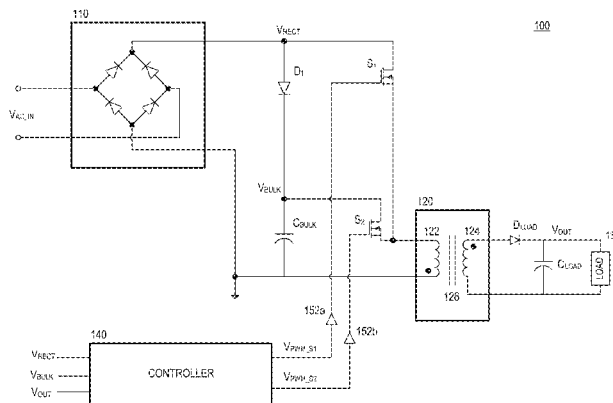 110
100
VRECT
S1
D1
VAC_IN
VBULK
S2
120
CBULK
122
124
DLOAD
VOUT
CLOAD
LOAD
126
152a
152b
140
VRECT
VBULK
VOUT
CONTROLLER
VPWM_S1
VPWM_S2